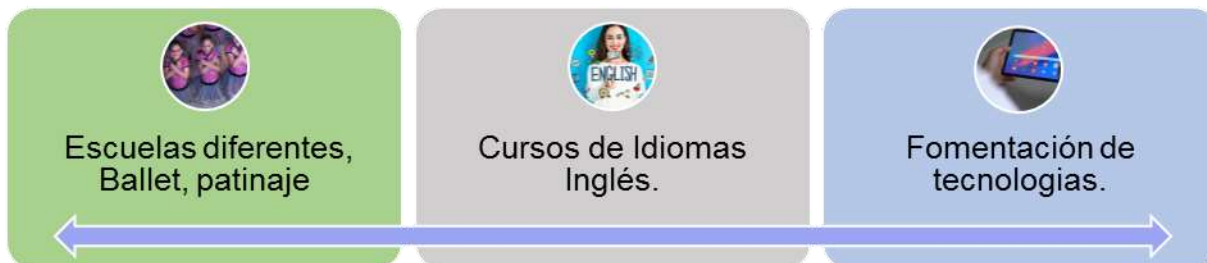 ENGLISH
Escuelas diferentes,
Ballet, patinaje
Cursos de Idiomas
Inglés.
Fomentación de
tecnologias.